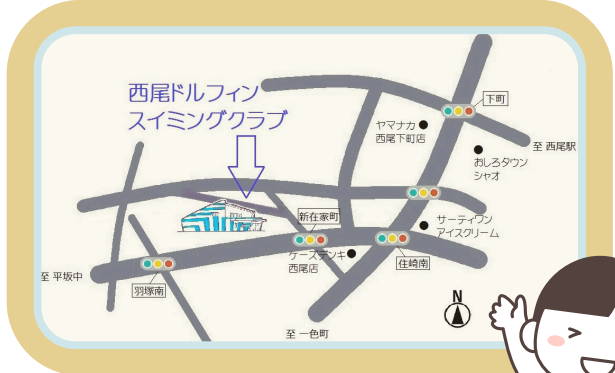 西尾ドルフィン
スイミングクラブ
下町
ヤマナカ
西尾下町店
至 西尾駅
おしろタウン
シャオ
新在家町
サーティワン
アイスクリーム
ケーズデンキ
西尾店
住崎南
至 平坂中
羽塚南
N
至 一色町